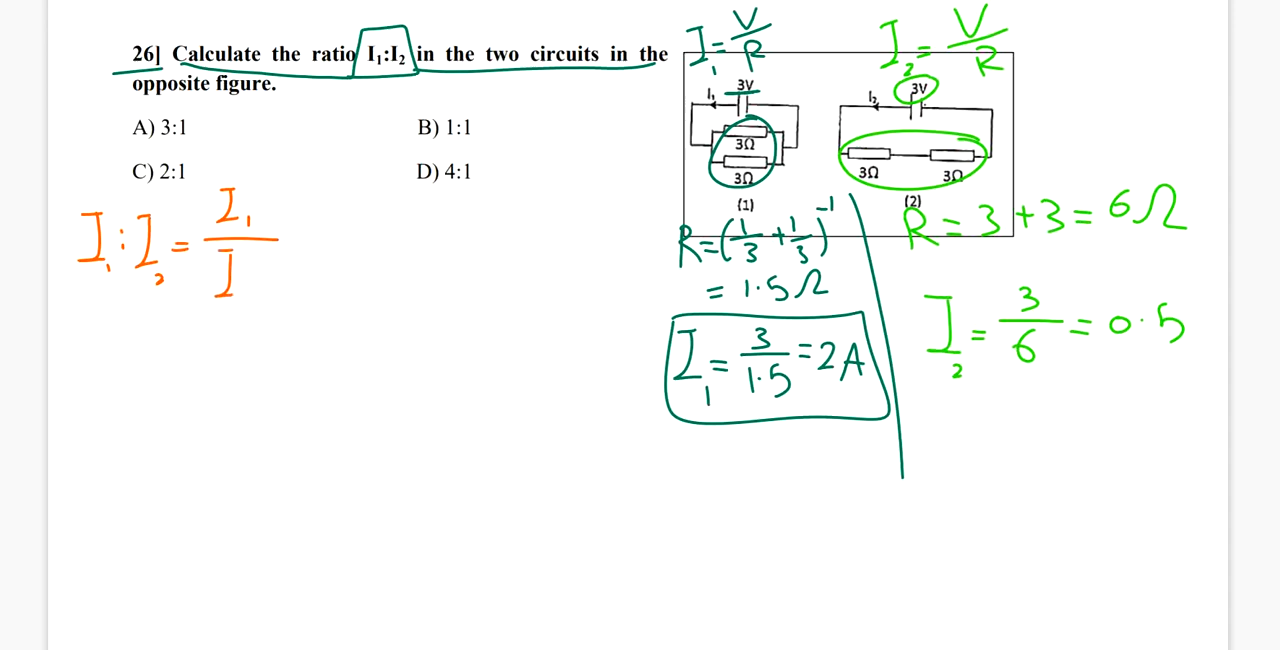 26] Calculate the ratio I₁:I₂ in the two circuits in the
opposite figure.
A) 3:1
B) 1:1
C) 2:1
D) 4:1
I₁ : I₂ = I₁ / I
I₁ = V / R
I₂ = V / R
I₁
3V
3Ω
3Ω
(1)
I₂
3V
3Ω
3Ω
(2)
R = (1/3 + 1/3)⁻¹
= 1.5 Ω
I₁ = 3 / 1.5 = 2A
R = 3 + 3 = 6Ω
I₂ = 3 / 6 = 0.5